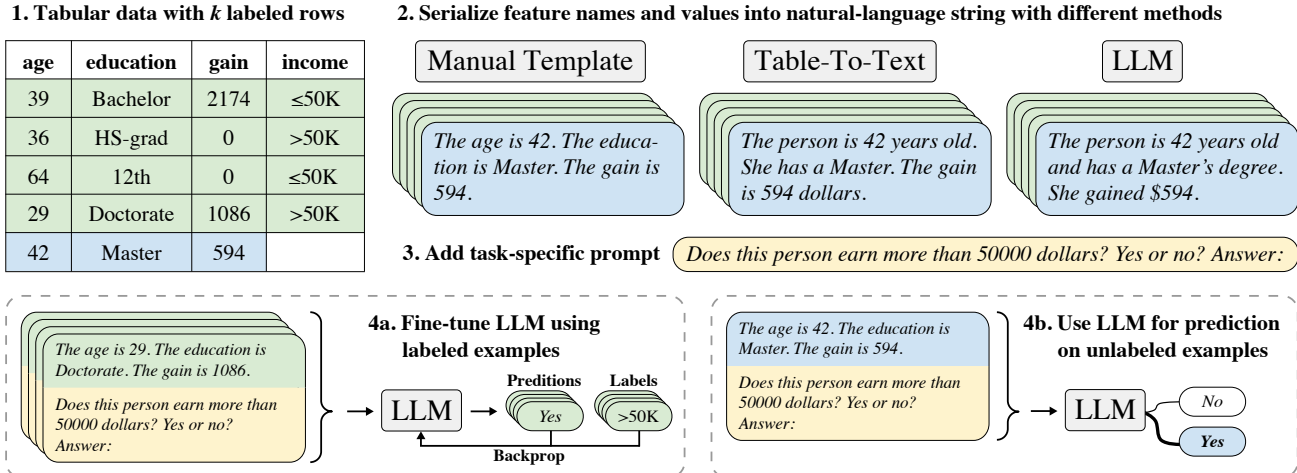 1. Tabular data with k labeled rows
age education gain income
39 Bachelor 2174 ≤50K
36 HS-grad 0 >50K
64 12th 0 ≤50K
29 Doctorate 1086 >50K
42 Master 594
2. Serialize feature names and values into natural-language string with different methods
Manual Template
The age is 42. The educa-
tion is Master. The gain is
594.
Table-To-Text
The person is 42 years old.
She has a Master. The gain
is 594 dollars.
LLM
The person is 42 years old
and has a Master's degree.
She gained $594.
3. Add task-specific prompt
Does this person earn more than 50000 dollars? Yes or no? Answer:
4a. Fine-tune LLM using
labeled examples
The age is 29. The education is
Doctorate. The gain is 1086.
Does this person earn more than
50000 dollars? Yes or no?
Answer:
LLM
Preditions
Yes
Labels
>50K
Backprop
4b. Use LLM for prediction
on unlabeled examples
The age is 42. The education is
Master. The gain is 594.
Does this person earn more than
50000 dollars? Yes or no?
Answer:
LLM
No
Yes